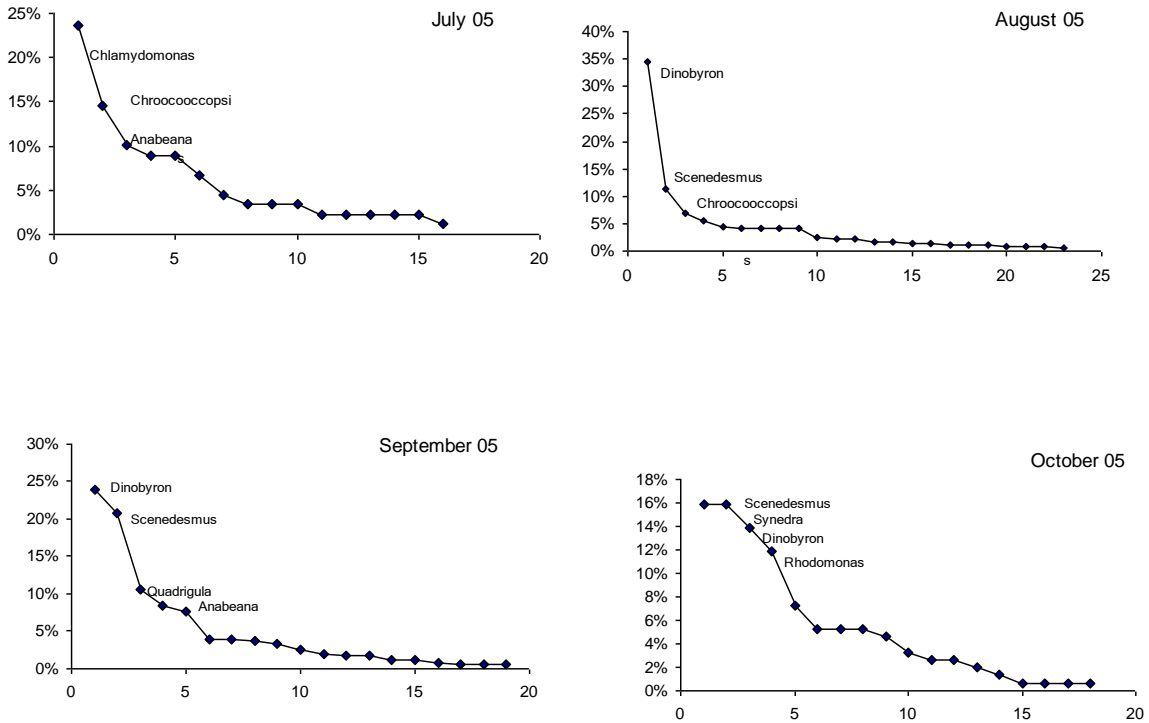 July 05
25%
20%
15%
10%
5%
0%
Chlamydomonas
Chroocooccopsi
s
Anabeana
0 5 10 15 20
August 05
40%
35%
30%
25%
20%
15%
10%
5%
0%
Dinobyron
Scenedesmus
Chroocooccopsi
s
0 5 10 15 20 25
September 05
30%
25%
20%
15%
10%
5%
0%
Dinobyron
Scenedesmus
Quadrigula
Anabeana
0 5 10 15 20
October 05
18%
16%
14%
12%
10%
8%
6%
4%
2%
0%
Scenedesmus
Synedra
Dinobyron
Rhodomonas
0 5 10 15 20